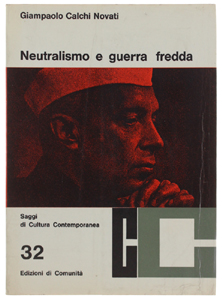 Giampaolo Calchi Novati
Neutralismo e guerra fredda
Saggi
di Cultura Contemporanea
32
Edizioni di Comunità